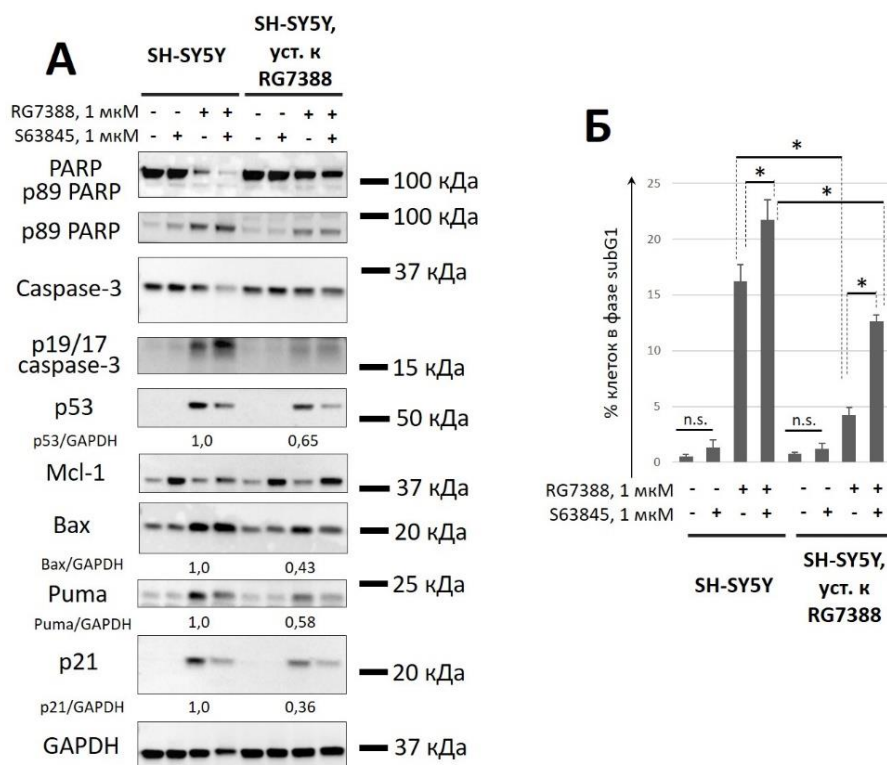 А
SH-SY5Y
SH-SY5Y,
уст. к
RG7388
RG7388, 1 мкМ - - + + - - + +
S63845, 1 мкМ - + - + - + - +
PARP
p89 PARP
100 кДа
p89 PARP
100 кДа
Caspase-3
37 кДа
p19/17
caspase-3
15 кДа
p53
50 кДа
p53/GAPDH 1,0 0,65
Mcl-1
37 кДа
Bax
20 кДа
Bax/GAPDH 1,0 0,43
Puma
25 кДа
Puma/GAPDH 1,0 0,58
p21
20 кДа
p21/GAPDH 1,0 0,36
GAPDH
37 кДа
Б
% клеток в фазе subG1
25
20
15
10
5
0
*
*
*
*
n.s.
n.s.
RG7388, 1 мкМ - - + + - - + +
S63845, 1 мкМ - + - + - + - +
SH-SY5Y
SH-SY5Y,
уст. к
RG7388